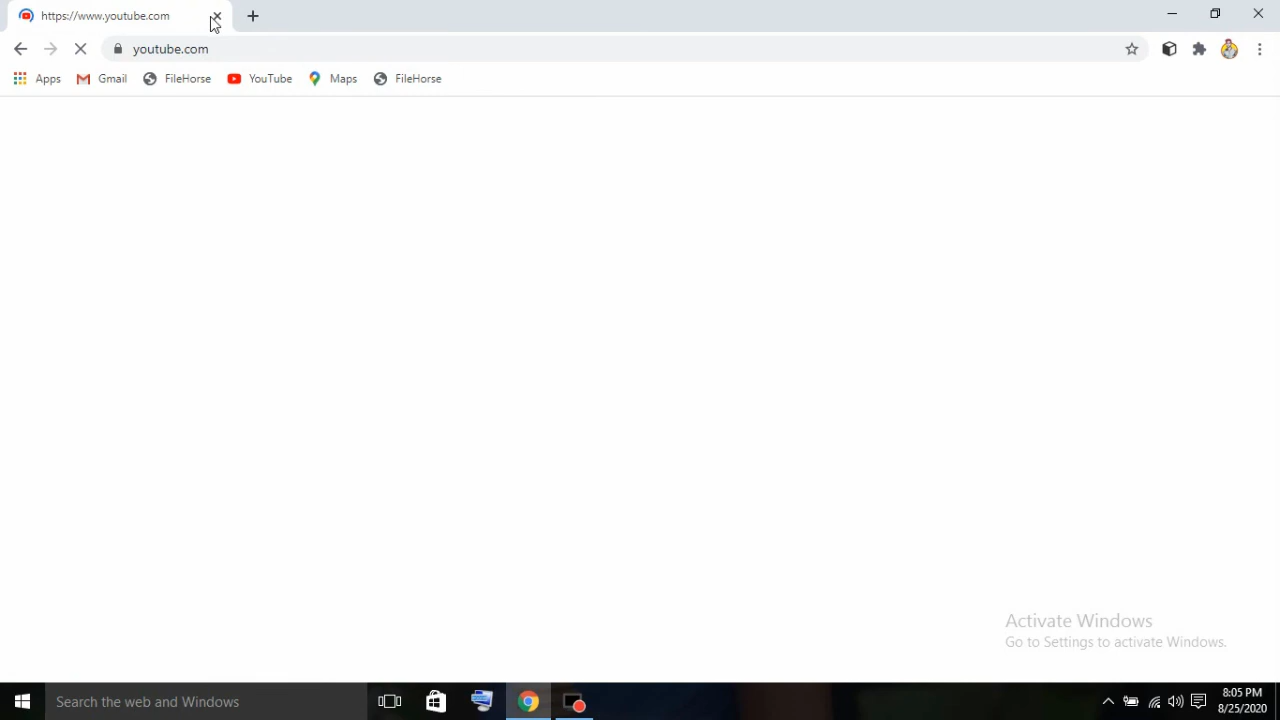 https://www.youtube.com
youtube.com
Apps Gmail FileHorse YouTube Maps FileHorse
Activate Windows
Go to Settings to activate Windows.
Search the web and Windows
8:05 PM
8/25/2020